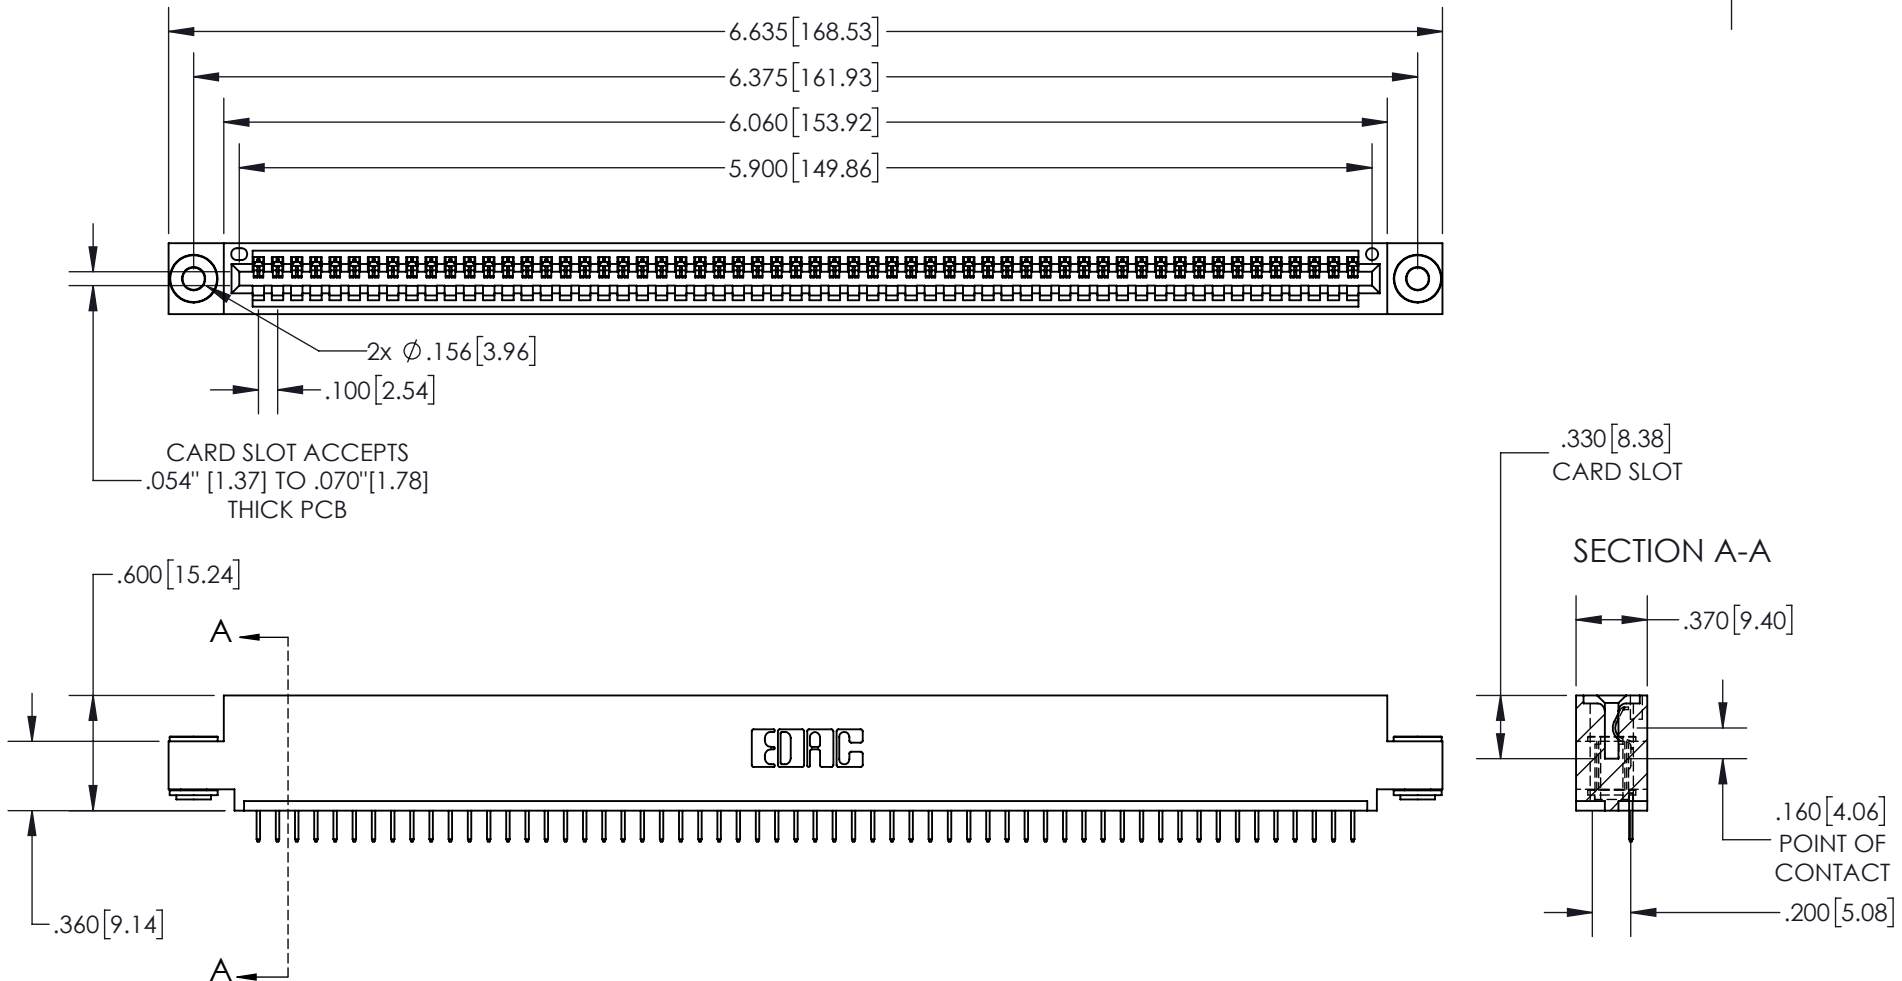 6.635[168.53]
6.375[161.93]
6.060[153.92]
5.900[149.86]
2x Ø.156[3.96]
.100[2.54]
CARD SLOT ACCEPTS
.054" [1.37] TO .070"[1.78]
THICK PCB
.330[8.38]
CARD SLOT
SECTION A-A
.600[15.24]
.370[9.40]
A
EDAC
.160[4.06]
POINT OF
CONTACT
.200[5.08]
.360[9.14]
A